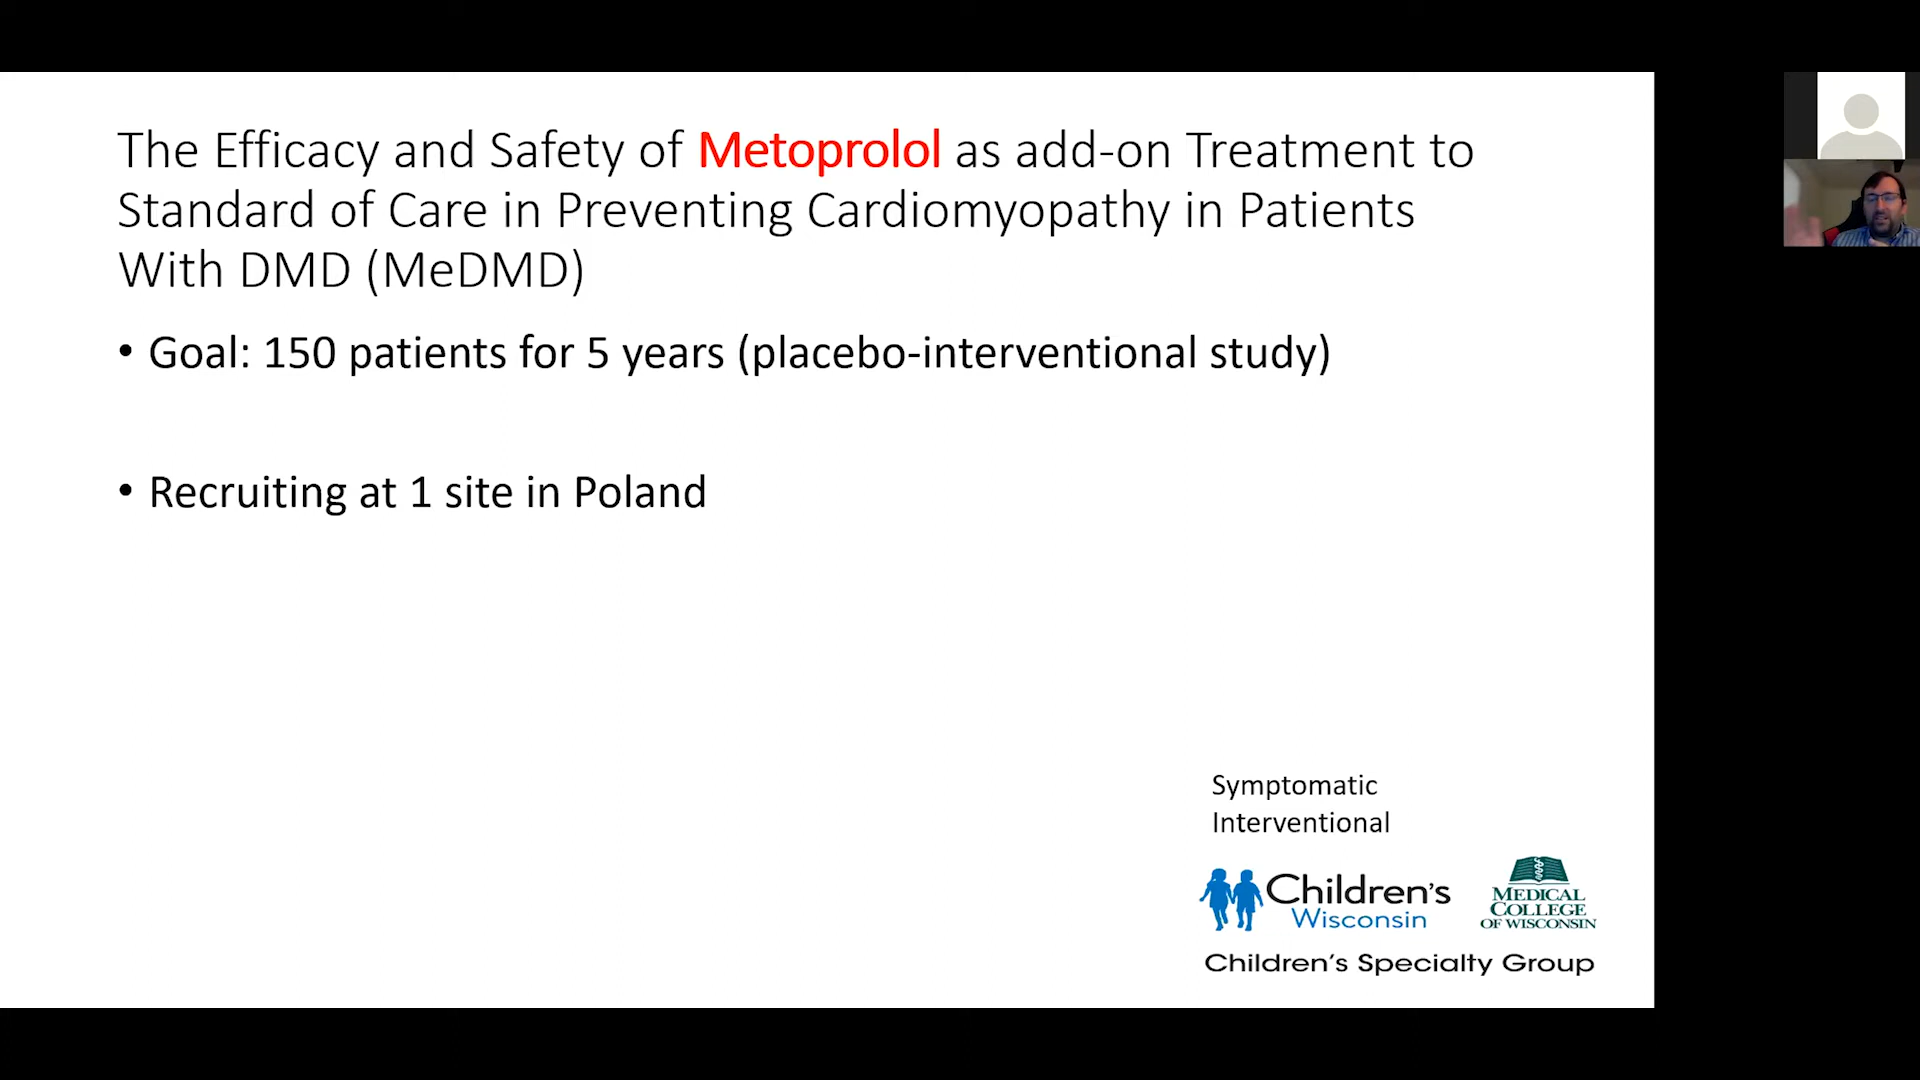 The Efficacy and Safety of Metoprolol as add-on Treatment to
Standard of Care in Preventing Cardiomyopathy in Patients
With DMD (MeDMD)
• Goal: 150 patients for 5 years (placebo-interventional study)
• Recruiting at 1 site in Poland
Symptomatic
Interventional
Children's
Wisconsin
MEDICAL
COLLEGE
OF WISCONSIN
Children's Specialty Group